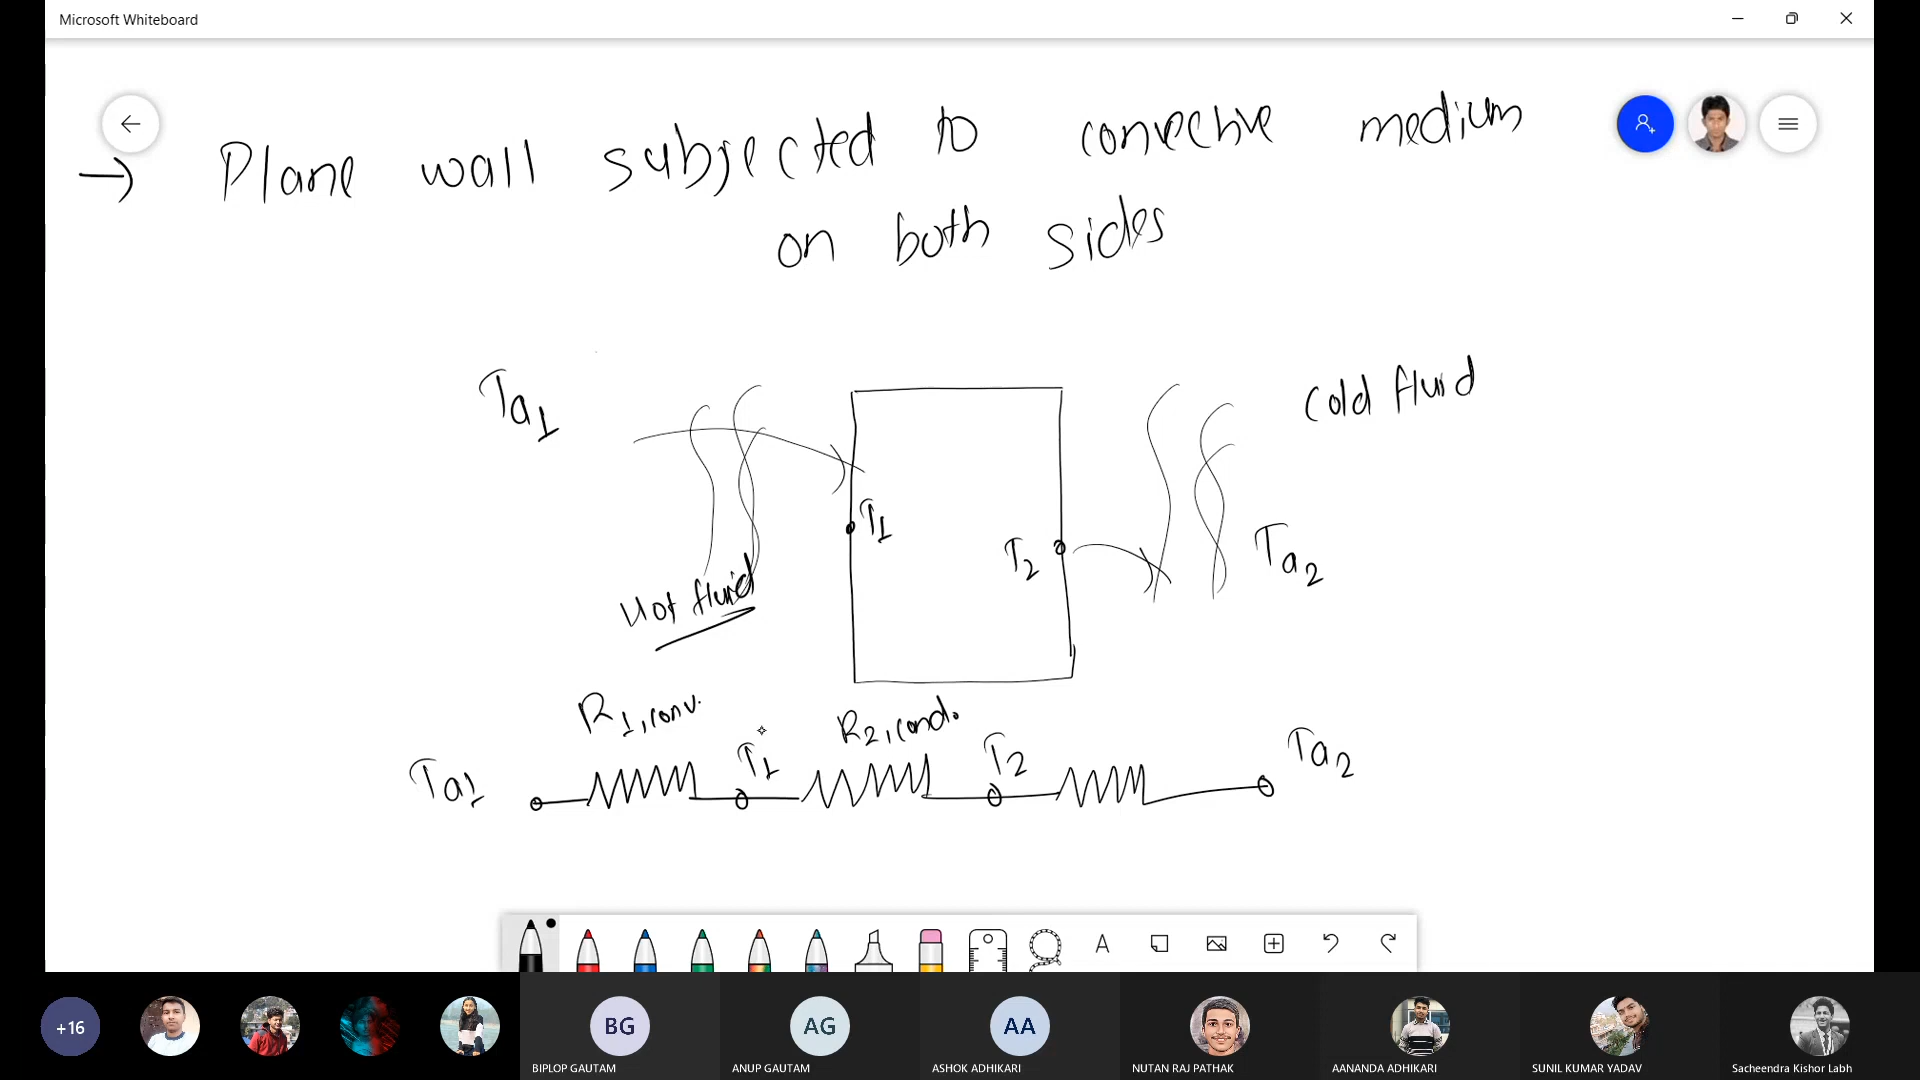 Microsoft Whiteboard
→ Plane wall subjected to convective medium
on both sides
Ta1
Cold fluid
T1
T2
Ta2
Hot fluid
R1,conv.
R2,cond.
Ta1
T1
T2
Ta2
A
+16
BG
AG
AA
BIPLOP GAUTAM
ANUP GAUTAM
ASHOK ADHIKARI
NUTAN RAJ PATHAK
AANANDA ADHIKARI
SUNIL KUMAR YADAV
Sacheendra Kishor Labh